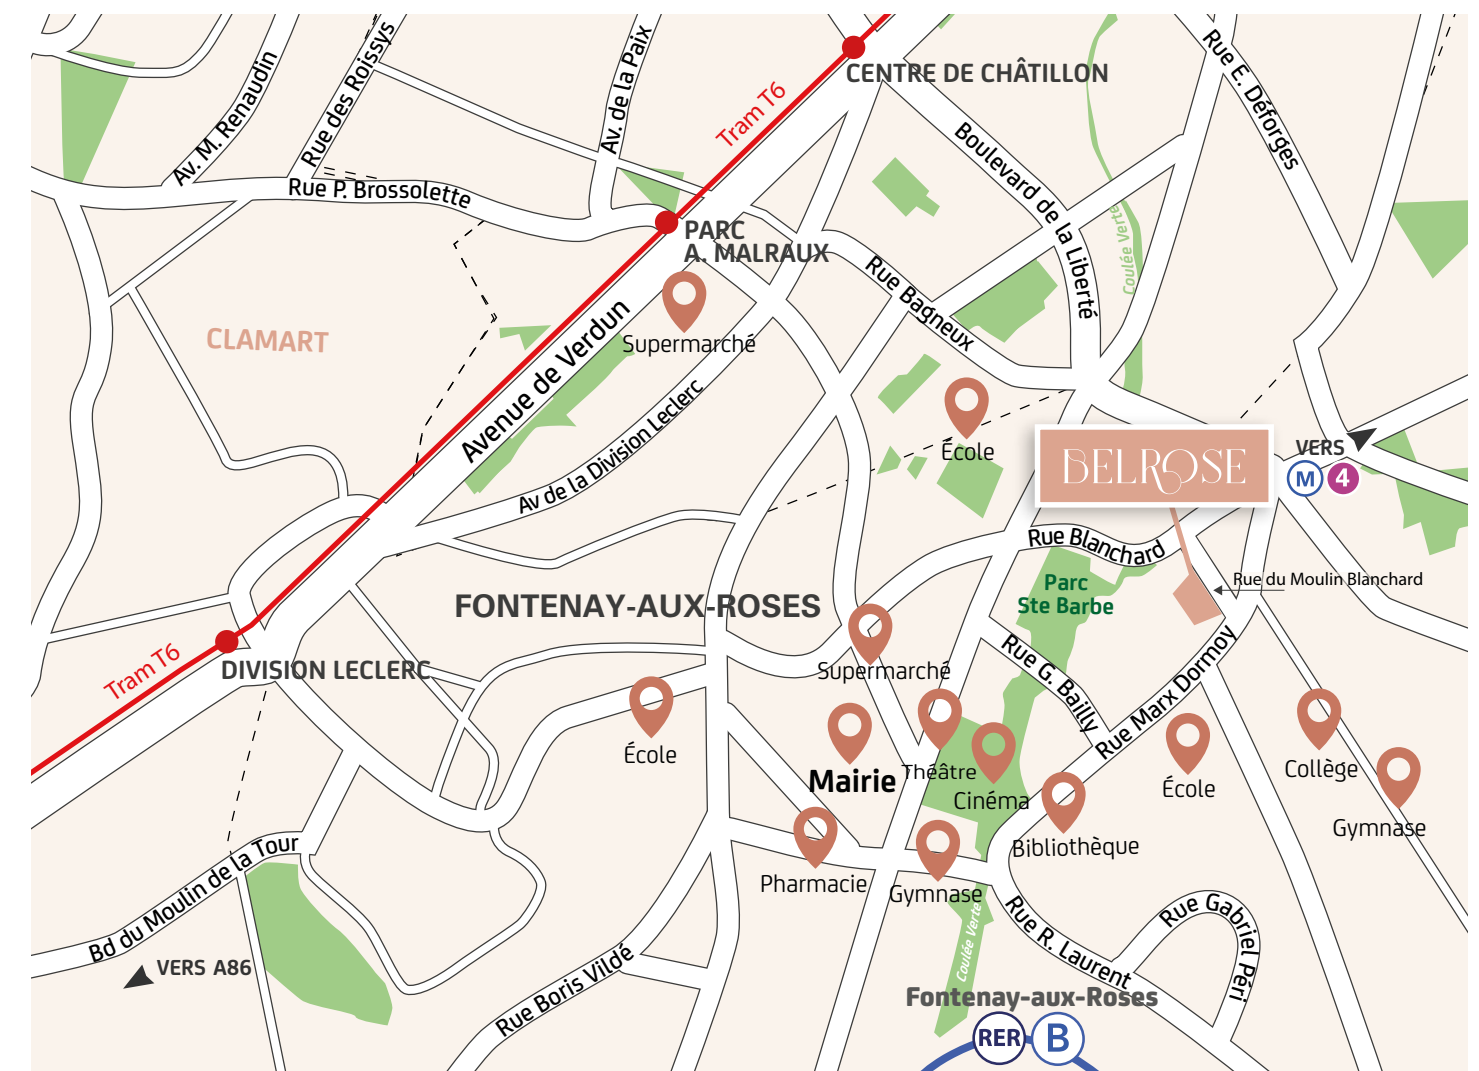 CENTRE DE CHÂTILLON
Tram T6
Av. M. Renaudin
Rue des Roissys
Av. de la Paix
Rue E. Déforges
Boulevard de la Liberté
Rue P. Brossolette
PARC
A. MALRAUX
Coulée Verte
Rue Bagneux
Supermarché
CLAMART
Avenue de Verdun
Av de la Division Leclerc
École
BELROSE
VERS
M 4
Rue Blanchard
Parc
Ste Barbe
Rue du Moulin Blanchard
FONTENAY-AUX-ROSES
Tram T6
DIVISION LECLERC
Supermarché
Rue G. Bailly
Rue Marx Dormoy
École
Mairie
Théâtre
Cinéma
École
Collège
Gymnase
Bibliothèque
Pharmacie
Gymnase
Bd du Moulin de la Tour
VERS A86
Rue Boris Vildé
Coulée Verte
Rue R. Laurent
Rue Gabriel Péri
Fontenay-aux-Roses
RER B